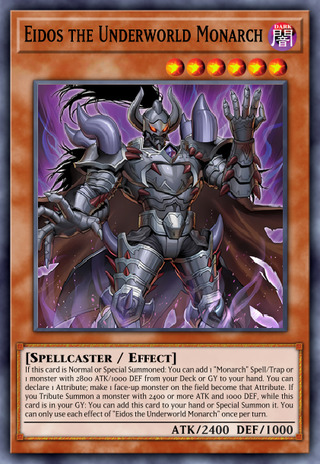 Eidos the Underworld Monarch
DARK
闇
[Spellcaster / Effect]
If this card is Normal or Special Summoned: You can add 1 "Monarch" Spell/Trap or
1 monster with 2800 ATK/1000 DEF from your Deck or GY to your hand. You can
declare 1 Attribute; make 1 face-up monster on the field become that Attribute. If
you Tribute Summon a monster with 2400 or more ATK and 1000 DEF, while this
card is in your GY: You can add this card to your hand or Special Summon it. You
can only use each effect of "Eidos the Underworld Monarch" once per turn.
ATK/2400 DEF/1000